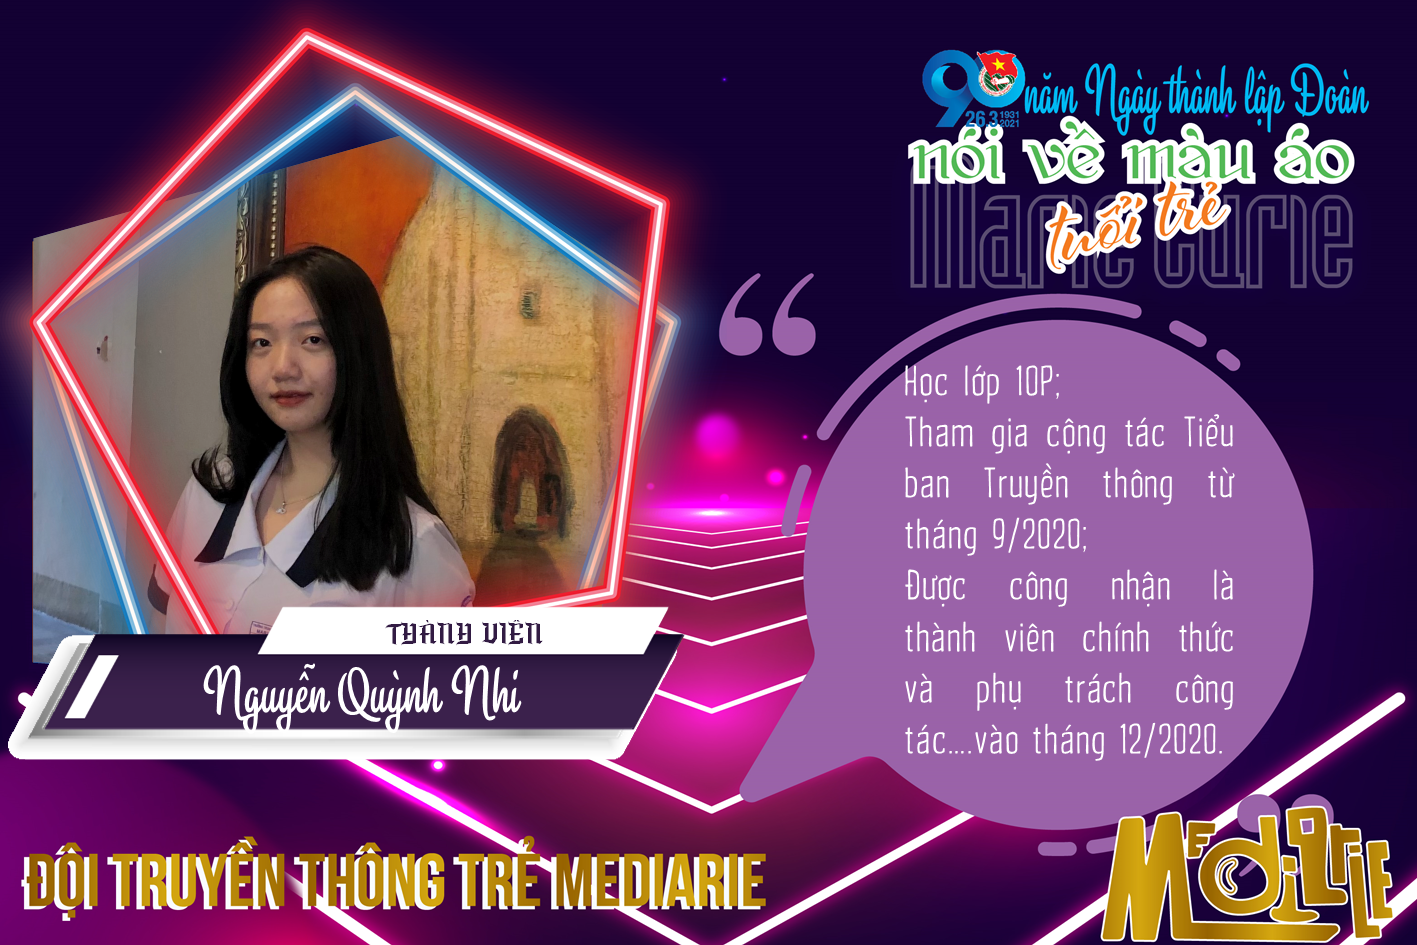 90 năm Ngày thành lập Đoàn
26.3 1931
2021
nói về màu áo
tuổi trẻ
Marie Curie
“
Học lớp 10P;
Tham gia cộng tác Tiểu
ban Truyền thông từ
tháng 9/2020;
Được công nhận là
thành viên chính thức
và phụ trách công
tác....vào tháng 12/2020.
”
THÀNH VIÊN
Nguyễn Quỳnh Nhi
ĐỘI TRUYỀN THÔNG TRẺ MEDIARIE
MEDIARIE